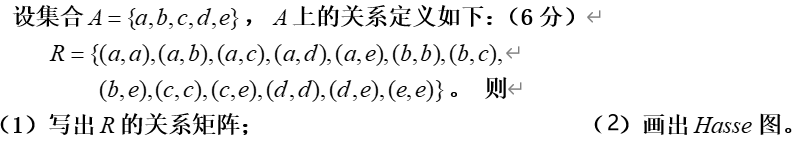 设集合 A = {a,b,c,d,e}， A 上的关系定义如下：（6 分）↵
R = {(a,a),(a,b),(a,c),(a,d),(a,e),(b,b),(b,c),↵
(b,e),(c,c),(c,e),(d,d),(d,e),(e,e)}。 则↵
（1）写出 R 的关系矩阵； （2）画出 Hasse 图。